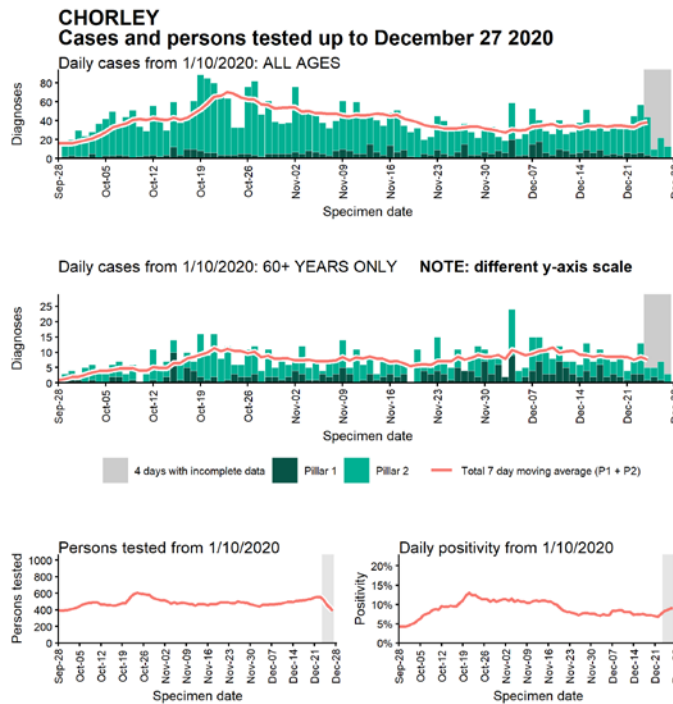 CHORLEY
Cases and persons tested up to December 27 2020
Daily cases from 1/10/2020: ALL AGES
Diagnoses
80
60
40
20
0
Sep-28
Oct-05
Oct-12
Oct-19
Oct-26
Nov-02
Nov-09
Nov-16
Nov-23
Nov-30
Dec-07
Dec-14
Dec-21
Specimen date
Daily cases from 1/10/2020: 60+ YEARS ONLY NOTE: different y-axis scale
Diagnoses
25
20
15
10
5
0
Sep-28
Oct-05
Oct-12
Oct-19
Oct-26
Nov-02
Nov-09
Nov-16
Nov-23
Nov-30
Dec-07
Dec-14
Dec-21
Specimen date
4 days with incomplete data Pillar 1 Pillar 2 Total 7 day moving average (P1 + P2)
Persons tested from 1/10/2020
Persons tested
1000
800
600
400
200
0
Sep-28
Oct-05
Oct-12
Oct-19
Oct-26
Nov-02
Nov-09
Nov-16
Nov-23
Nov-30
Dec-07
Dec-14
Dec-21
Dec-28
Specimen date
Daily positivity from 1/10/2020
Positivity
20%
15%
10%
5%
0%
Sep-28
Oct-05
Oct-12
Oct-19
Oct-26
Nov-02
Nov-09
Nov-16
Nov-23
Nov-30
Dec-07
Dec-14
Dec-21
Specimen date